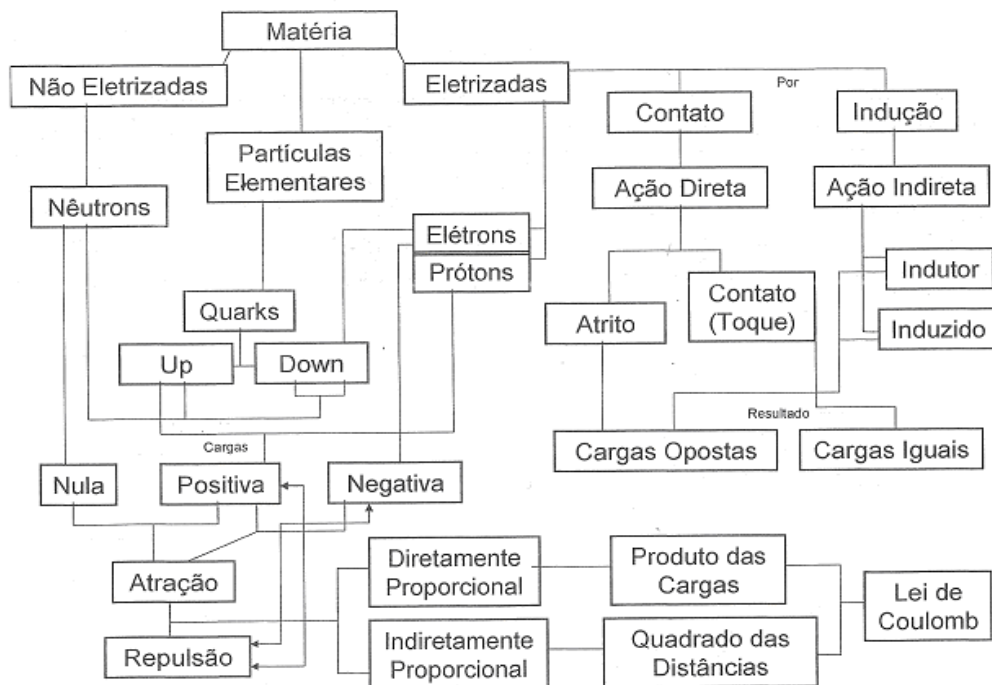 Matéria
Não Eletrizadas
Eletrizadas
Por
Contato
Indução
Partículas
Elementares
Ação Direta
Ação Indireta
Nêutrons
Elétrons
Prótons
Indutor
Contato
(Toque)
Quarks
Atrito
Induzido
Up
Down
Resultado
Cargas
Cargas Opostas
Cargas Iguais
Nula
Positiva
Negativa
Diretamente
Proporcional
Produto das
Cargas
Atração
Lei de
Coulomb
Repulsão
Indiretamente
Proporcional
Quadrado das
Distâncias